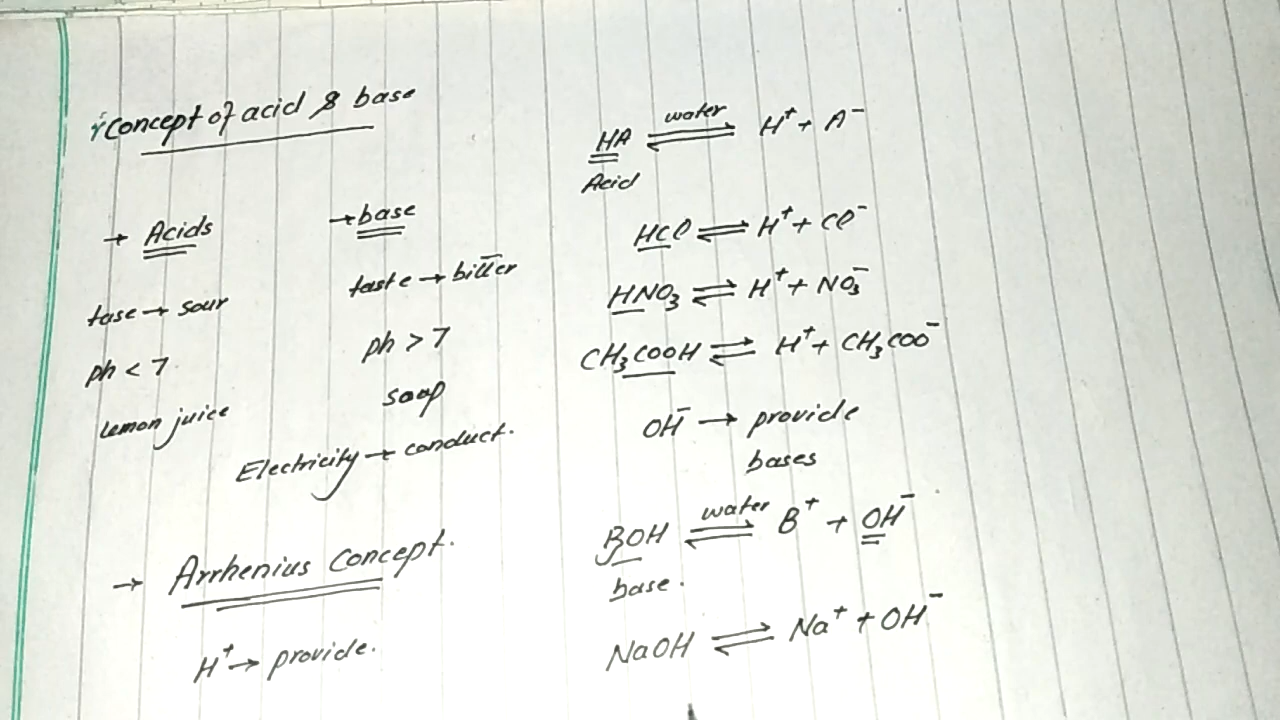 Concept of acid & base
→ Acids
tase → sour
ph < 7
lemon juice
→ base
taste → bitter
ph > 7
soap
Electricity → conduct.
→ Arrhenius Concept.
H⁺ → provide.
HA ⇌ H⁺ + A⁻
water
Acid
HCl ⇌ H⁺ + Cl⁻
HNO₃ ⇌ H⁺ + NO₃⁻
CH₃COOH ⇌ H⁺ + CH₃COO⁻
OH⁻ → provide
bases
BOH ⇌ B⁺ + OH⁻
water
base.
NaOH ⇌ Na⁺ + OH⁻